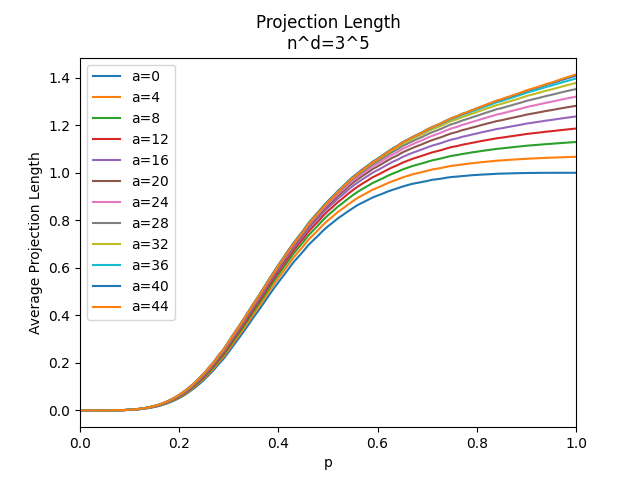 Projection Length
n^d=3^5
1.4
1.2
1.0
0.8
0.6
0.4
0.2
0.0
Average Projection Length
a=0
a=4
a=8
a=12
a=16
a=20
a=24
a=28
a=32
a=36
a=40
a=44
0.0 0.2 0.4 0.6 0.8 1.0
p